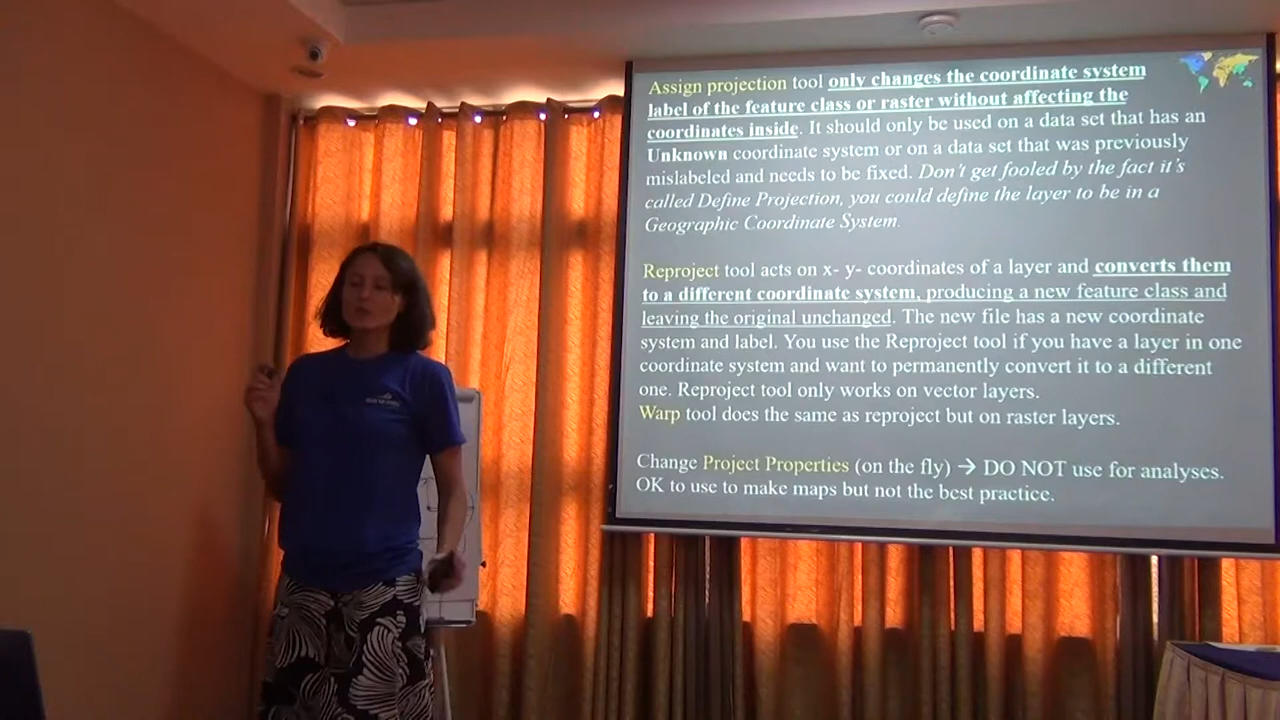 Assign projection tool only changes the coordinate system
label of the feature class or raster without affecting the
coordinates inside. It should only be used on a data set that has an
Unknown coordinate system or on a data set that was previously
mislabeled and needs to be fixed. Don't get fooled by the fact it's
called Define Projection, you could define the layer to be in a
Geographic Coordinate System.
Reproject tool acts on x- y- coordinates of a layer and converts them
to a different coordinate system, producing a new feature class and
leaving the original unchanged. The new file has a new coordinate
system and label. You use the Reproject tool if you have a layer in one
coordinate system and want to permanently convert it to a different
one. Reproject tool only works on vector layers.
Warp tool does the same as reproject but on raster layers.
Change Project Properties (on the fly) → DO NOT use for analyses.
OK to use to make maps but not the best practice.